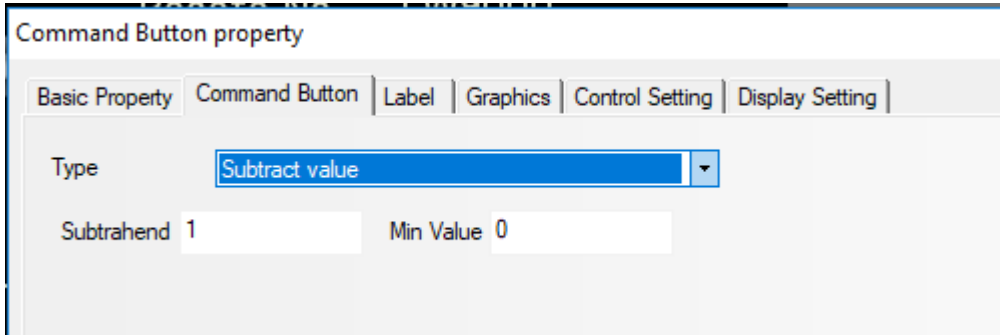 Command Button property
Basic Property Command Button Label Graphics Control Setting Display Setting
Type Subtract value
Subtrahend 1 Min Value 0